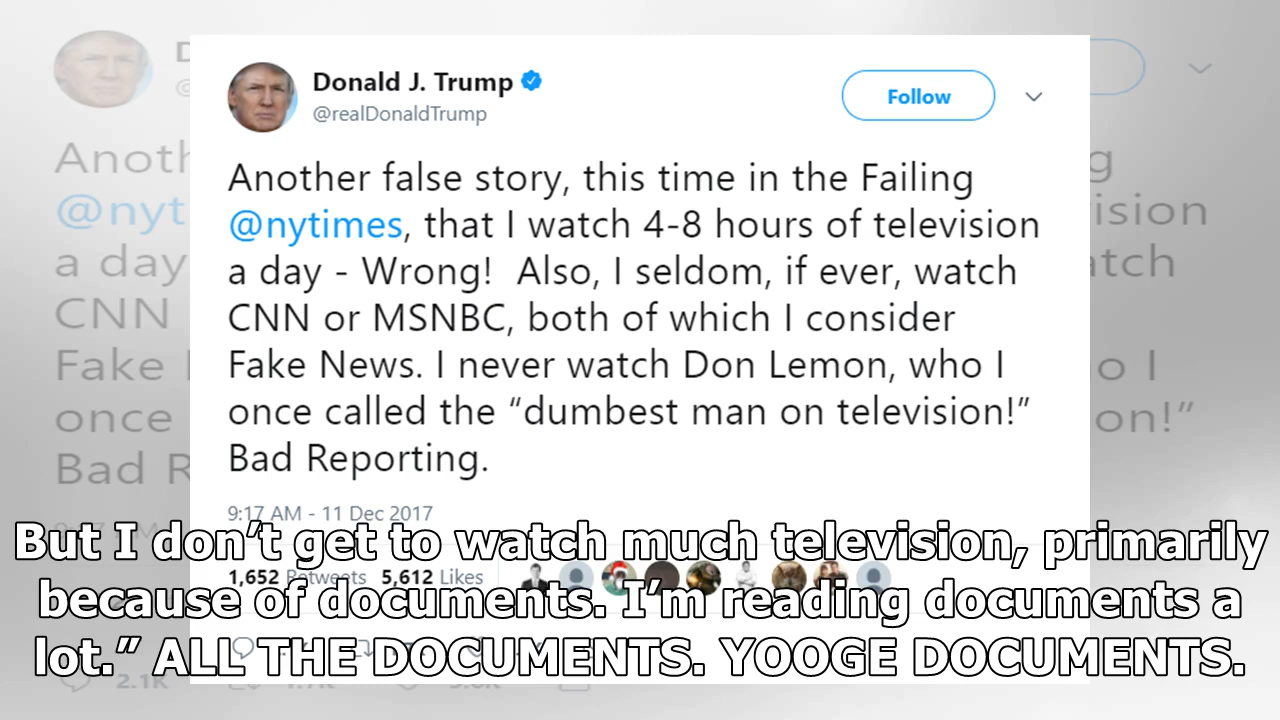 Donald J. Trump
@realDonaldTrump
Follow
Another false story, this time in the Failing
@nytimes, that I watch 4-8 hours of television
a day - Wrong!  Also, I seldom, if ever, watch
CNN or MSNBC, both of which I consider
Fake News. I never watch Don Lemon, who I
once called the “dumbest man on television!”
Bad Reporting.
9:17 AM - 11 Dec 2017
1,652 Retweets 5,612 Likes
But I don’t get to watch much television, primarily
because of documents. I’m reading documents a
lot.” ALL THE DOCUMENTS. YOOGE DOCUMENTS.